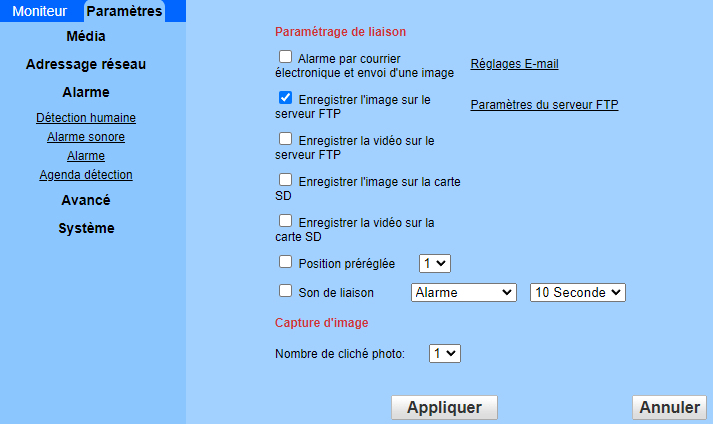 Moniteur
Paramètres
Média
Adressage réseau
Alarme
Détection humaine
Alarme sonore
Alarme
Agenda détection
Avancé
Système
Paramétrage de liaison
Alarme par courrier
électronique et envoi d'une image
Réglages E-mail
Enregistrer l'image sur le
serveur FTP
Paramètres du serveur FTP
Enregistrer la vidéo sur le
serveur FTP
Enregistrer l'image sur la carte
SD
Enregistrer la vidéo sur la
carte SD
Position préréglée 1
Son de liaison Alarme 10 Seconde
Capture d'image
Nombre de cliché photo: 1
Appliquer Annuler